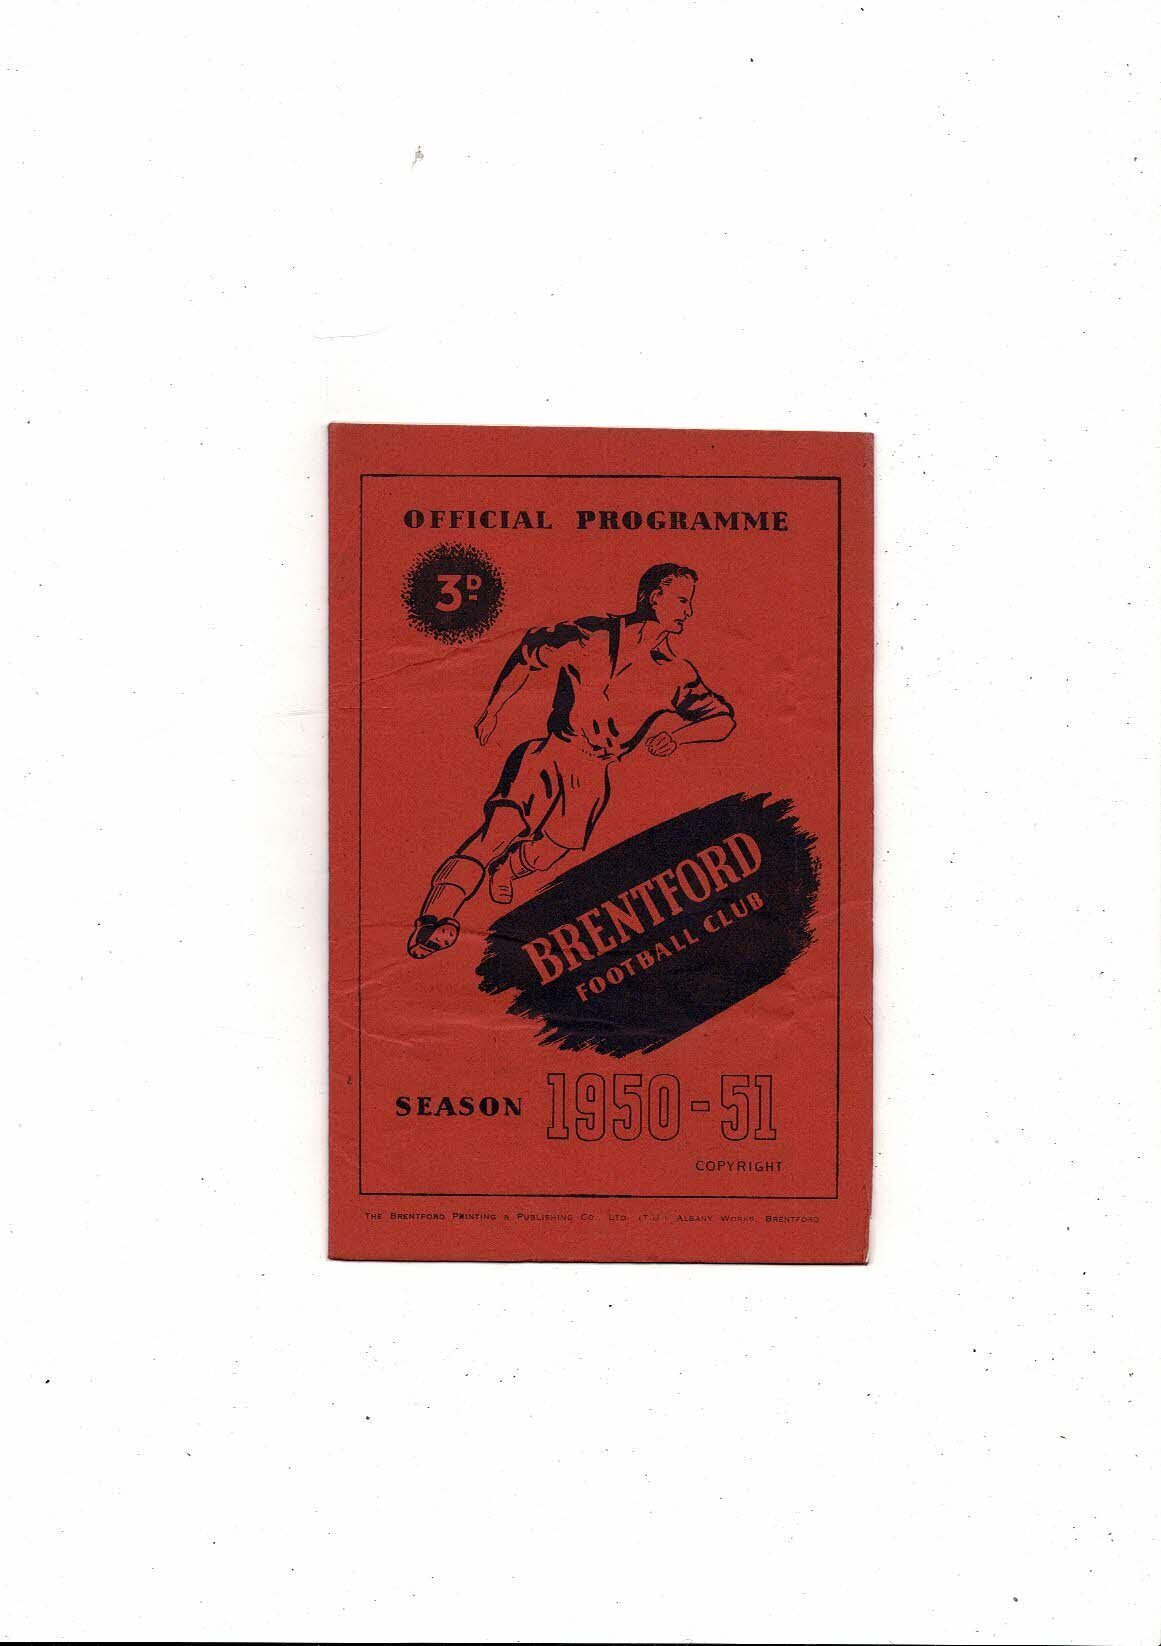 OFFICIAL PROGRAMME
3D
BRENTFORD
FOOTBALL CLUB
SEASON 1950-51
COPYRIGHT
THE BRENTFORD PRINTING & PUBLISHING CO., LTD. (T.U.) ALBANY WORKS, BRENTFORD